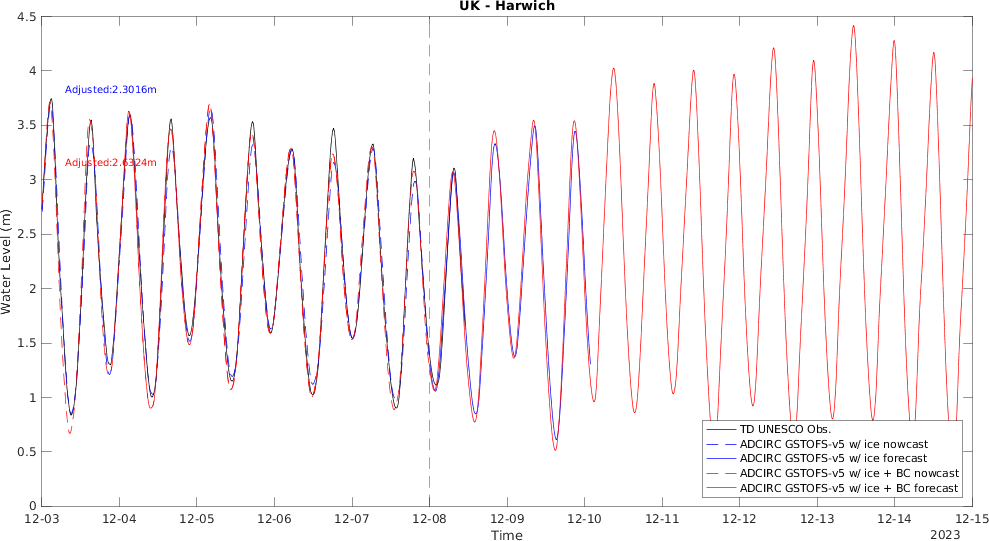 UK - Harwich
4.5
4
3.5
3
2.5
2
1.5
1
0.5
0
Water Level (m)
Adjusted:2.3016m
Adjusted:2.6324m
TD UNESCO Obs.
ADCIRC GSTOFS-v5 w/ ice nowcast
ADCIRC GSTOFS-v5 w/ ice forecast
ADCIRC GSTOFS-v5 w/ ice + BC nowcast
ADCIRC GSTOFS-v5 w/ ice + BC forecast
12-03 12-04 12-05 12-06 12-07 12-08 12-09 12-10 12-11 12-12 12-13 12-14 12-15
Time
2023